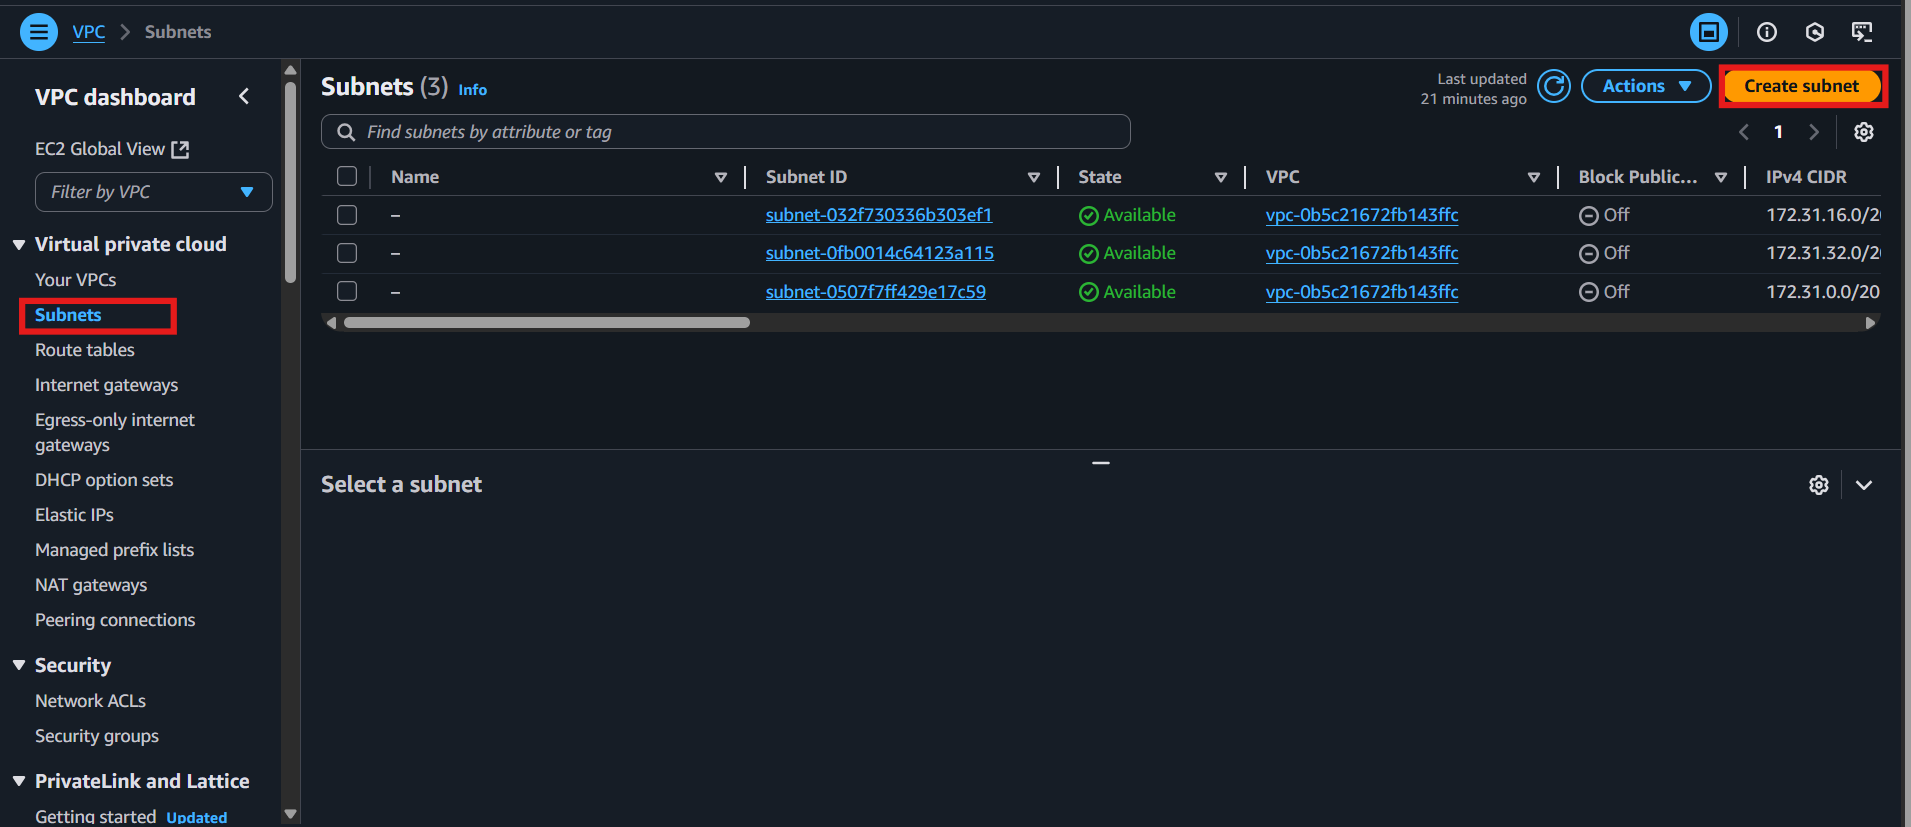 VPC > Subnets
VPC dashboard
EC2 Global View
Filter by VPC
Virtual private cloud
Your VPCs
Subnets
Route tables
Internet gateways
Egress-only internet
gateways
DHCP option sets
Elastic IPs
Managed prefix lists
NAT gateways
Peering connections
Security
Network ACLs
Security groups
PrivateLink and Lattice
Getting started Updated
Subnets (3) Info
Last updated
21 minutes ago
Actions
Create subnet
Find subnets by attribute or tag
1
Name Subnet ID State VPC Block Public... IPv4 CIDR
– subnet-032f730336b303ef1 Available vpc-0b5c21672fb143ffc Off 172.31.16.0/20
– subnet-0fb0014c64123a115 Available vpc-0b5c21672fb143ffc Off 172.31.32.0/20
– subnet-0507f7ff429e17c59 Available vpc-0b5c21672fb143ffc Off 172.31.0.0/20
Select a subnet